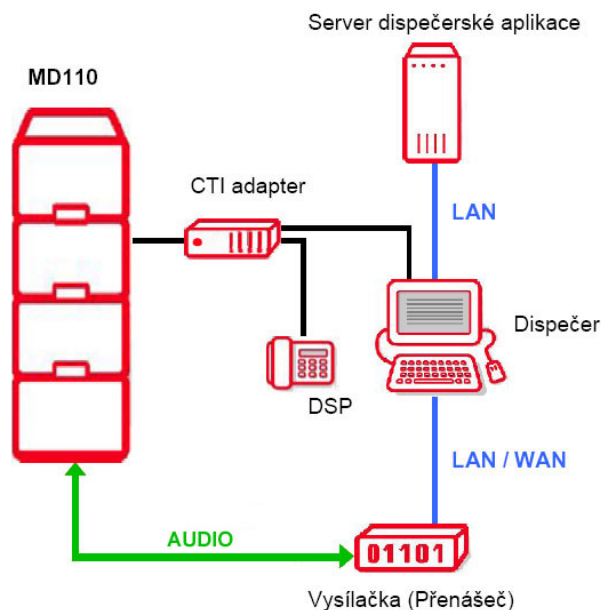 Server dispečerské aplikace
MD110
CTI adapter
LAN
Dispečer
DSP
LAN / WAN
AUDIO
01101
Vysílačka (Přenášeč)